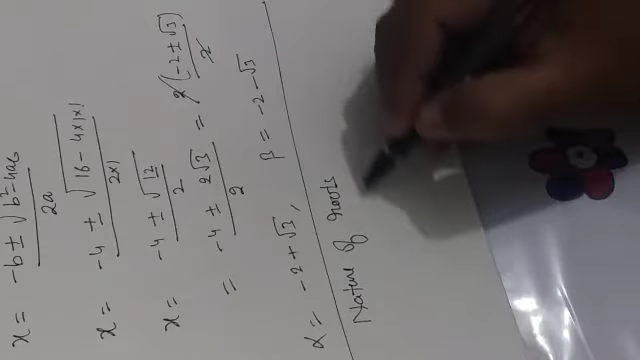 x = -b ± √b²-4ac / 2a
x = -4 ± √16 - 4×1×1 / 2×1
x = -4 ± √12 / 2
= -4 ± 2√3 / 2 = 2(-2±√3) / 2
α = -2+√3, β = -2-√3
Nature of roots